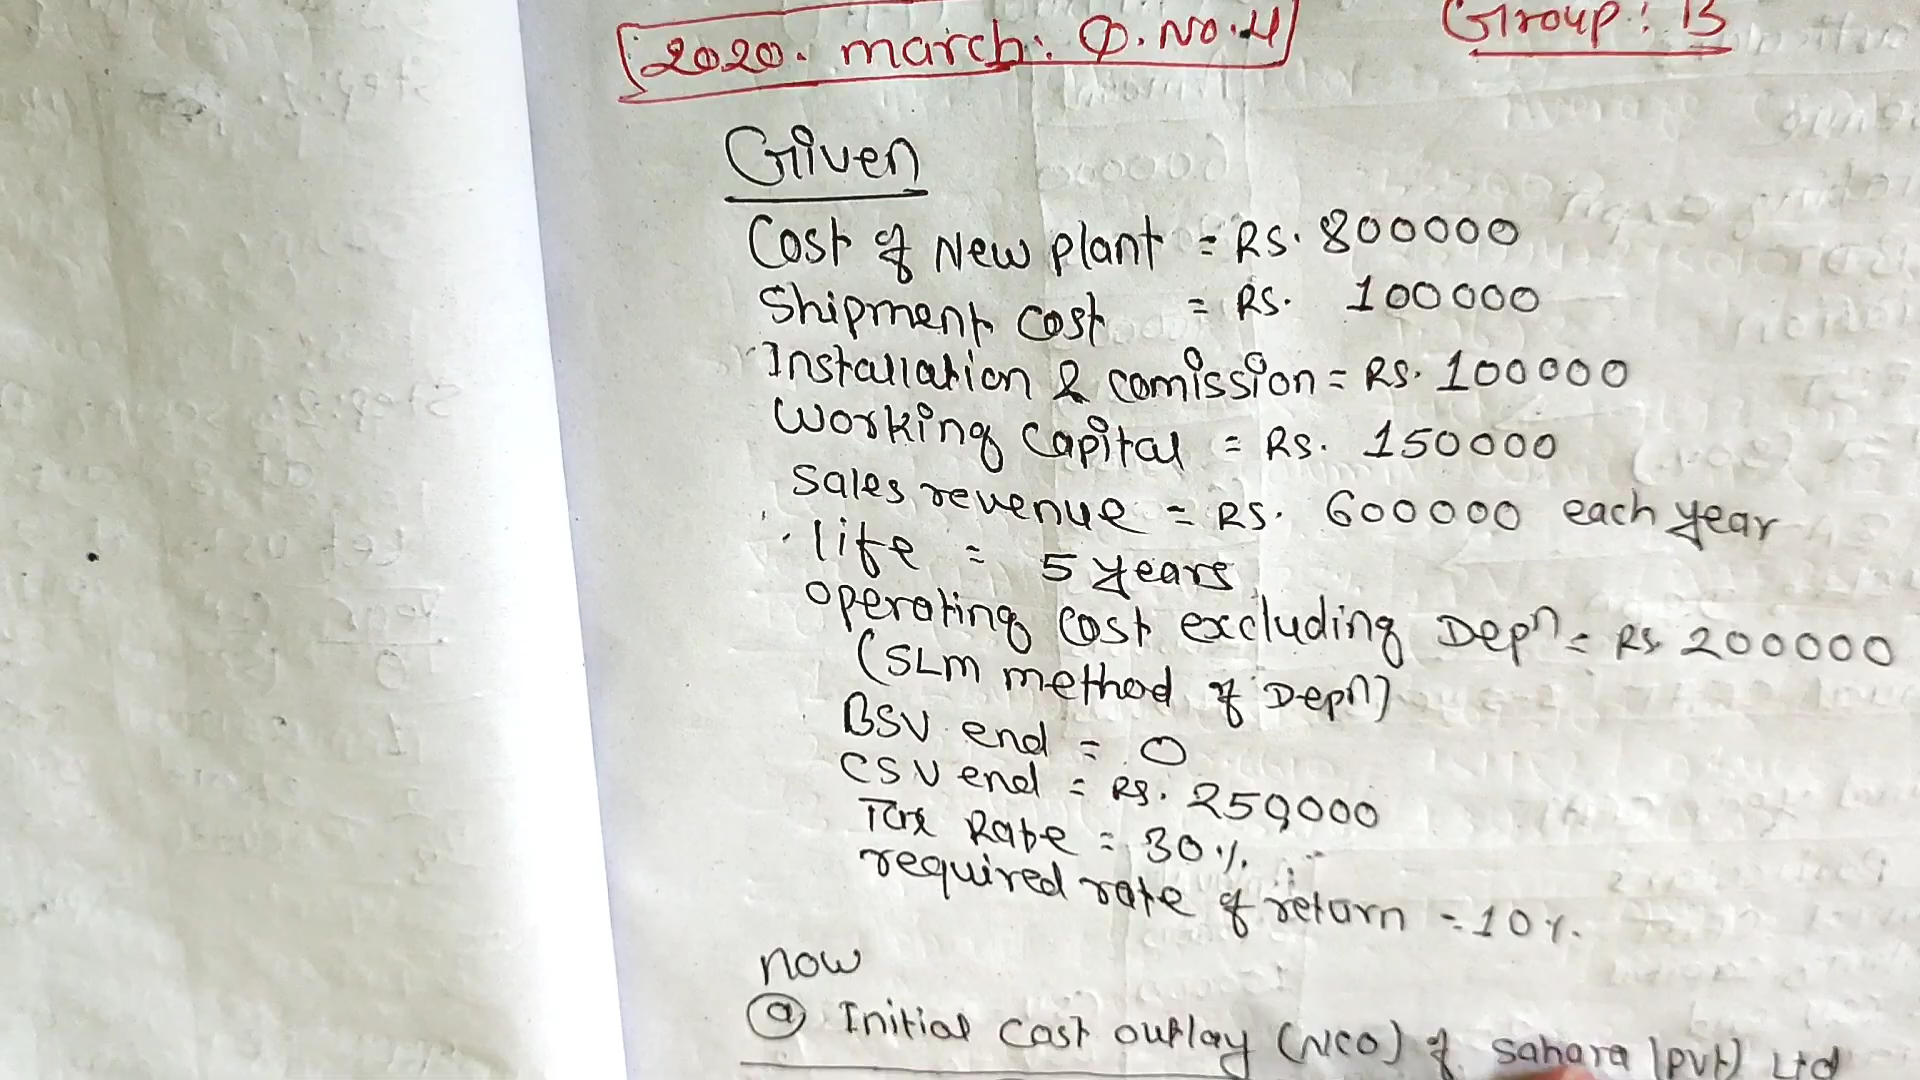 2020. march: Q.No.4
Group: B
Given
Cost of New plant = RS. 800000
Shipment cost = RS. 100000
Installation & comission = RS. 100000
Working capital = RS. 150000
Sales revenue = RS. 600000 each year
life = 5 years
Operating cost excluding Depⁿ = RS 200000
(SLM method of Depⁿ)
BSV end = 0
CSV end = RS. 250000
Tax Rate = 30%.
required rate of return = 10%.
now
(a) Initial cast outlay (NCO) of sahara (pvt) Ltd